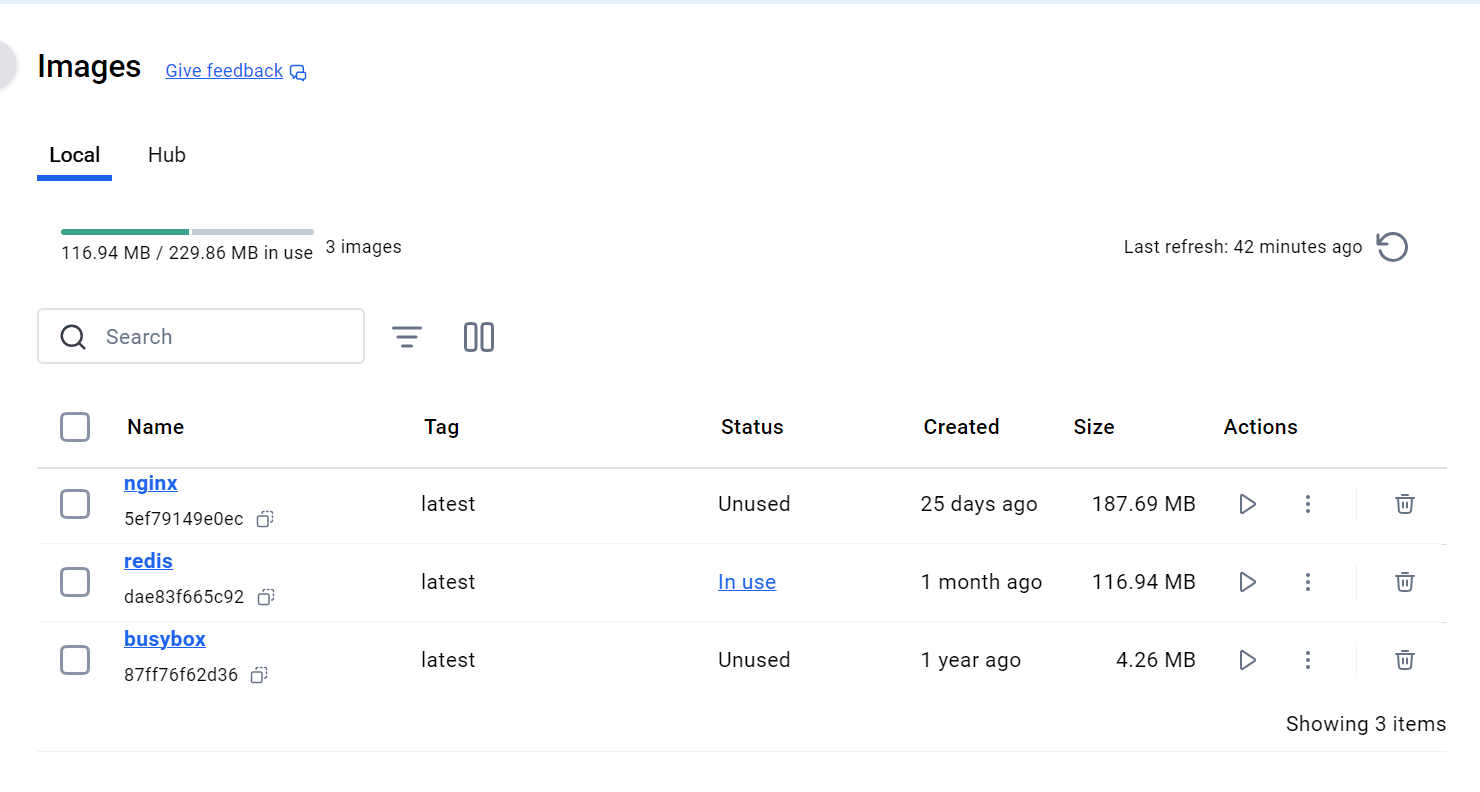 Images Give feedback
Local Hub
116.94 MB / 229.86 MB in use 3 images Last refresh: 42 minutes ago
Search
Name Tag Status Created Size Actions
nginx
5ef79149e0ec latest Unused 25 days ago 187.69 MB
redis
dae83f665c92 latest In use 1 month ago 116.94 MB
busybox
87ff76f62d36 latest Unused 1 year ago 4.26 MB
Showing 3 items